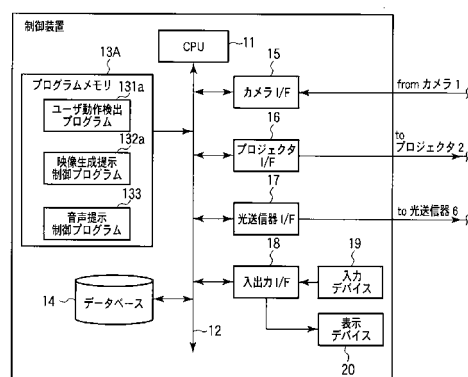 制御装置
13A
プログラムメモリ
131a
ユーザ動作検出
プログラム
132a
映像生成提示
制御プログラム
133
音声提示
制御プログラム
14
データベース
CPU
11
15
カメラ I/F
from カメラ 1
16
プロジェクタ
I/F
to
プロジェクタ 2
17
光送信器 I/F
to 光送信器 6
18
入出力 I/F
19
入力
デバイス
表示
デバイス
20
12